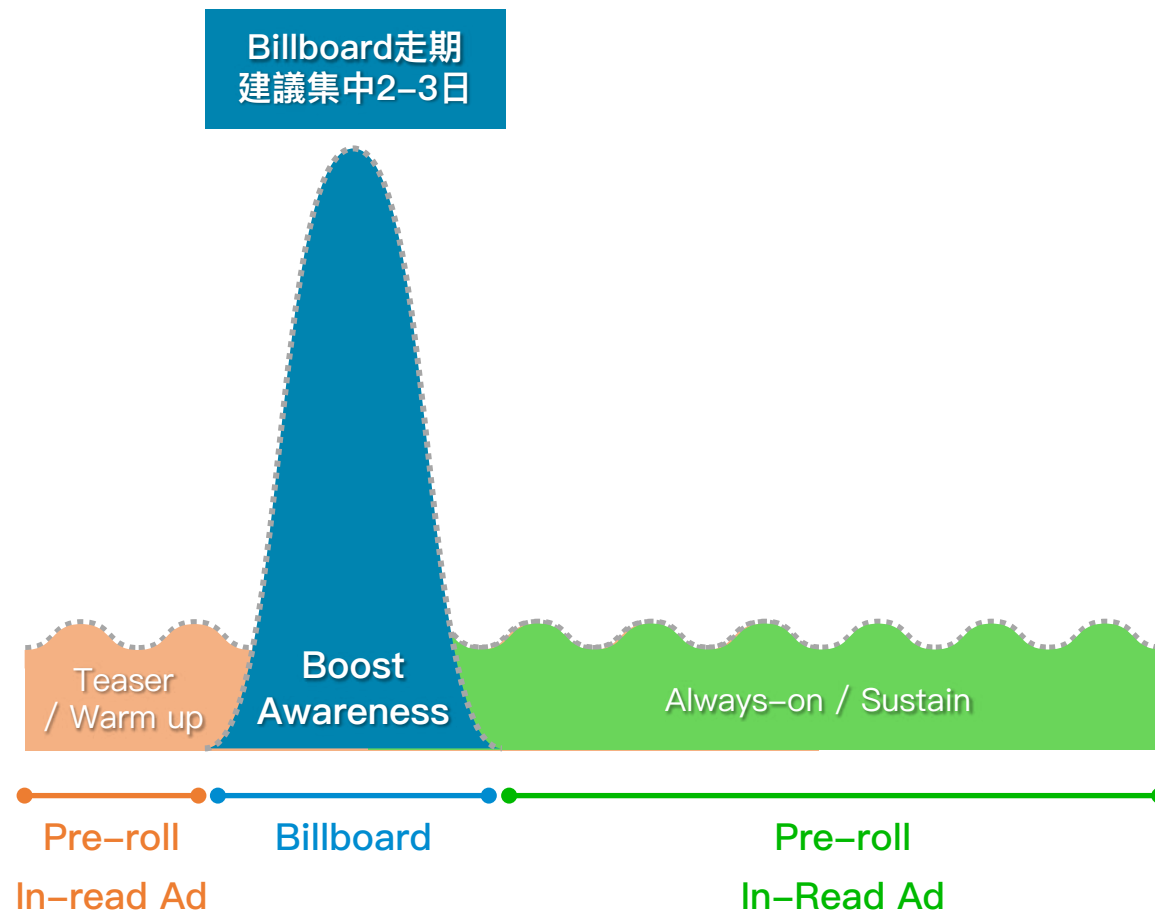 Billboard走期
建議集中2-3日
Teaser
/ Warm up
Boost
Awareness
Always-on / Sustain
Pre-roll
In-read Ad
Billboard
Pre-roll
In-Read Ad